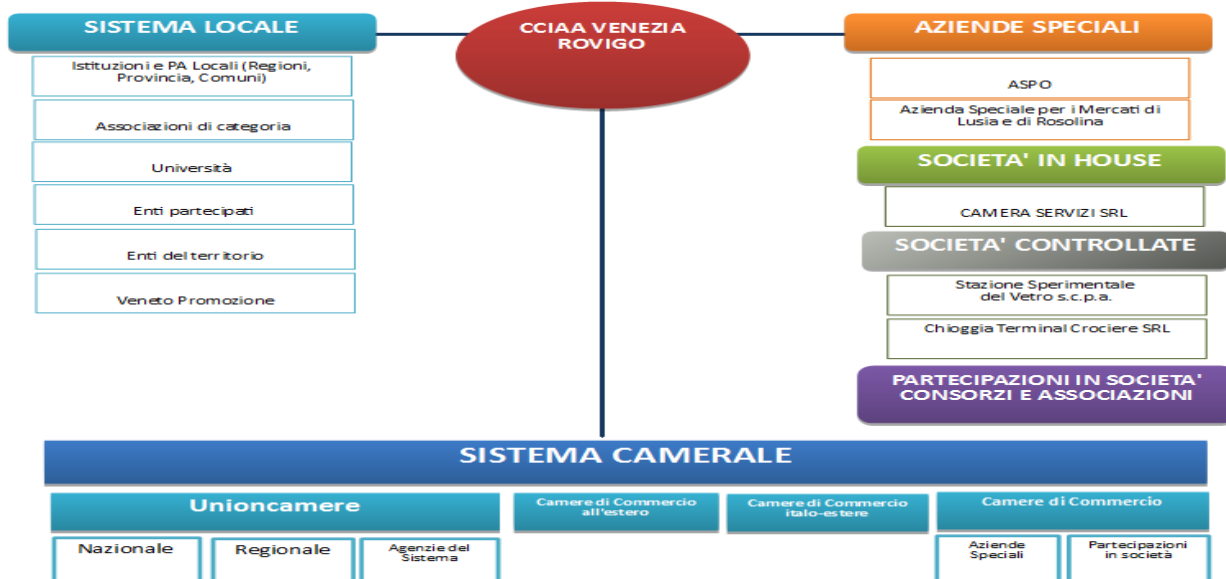 SISTEMA LOCALE
Istituzioni e PA Locali (Regioni,
Provincia, Comuni)
Associazioni di categoria
Università
Enti partecipati
Enti del territorio
Veneto Promozione
CCIAA VENEZIA
ROVIGO
AZIENDE SPECIALI
ASPO
Azienda Speciale per i Mercati di
Lusia e di Rosolina
SOCIETA' IN HOUSE
CAMERA SERVIZI SRL
SOCIETA' CONTROLLATE
Stazione Sperimentale
del Vetro s.c.p.a.
Chioggia Terminal Crociere SRL
PARTECIPAZIONI IN SOCIETA'
CONSORZI E ASSOCIAZIONI
SISTEMA CAMERALE
Unioncamere
Nazionale
Regionale
Agenzie del
Sistema
Camere di Commercio
all'estero
Camere di Commercio
italo-estere
Camere di Commercio
Aziende
Speciali
Partecipazioni
in società